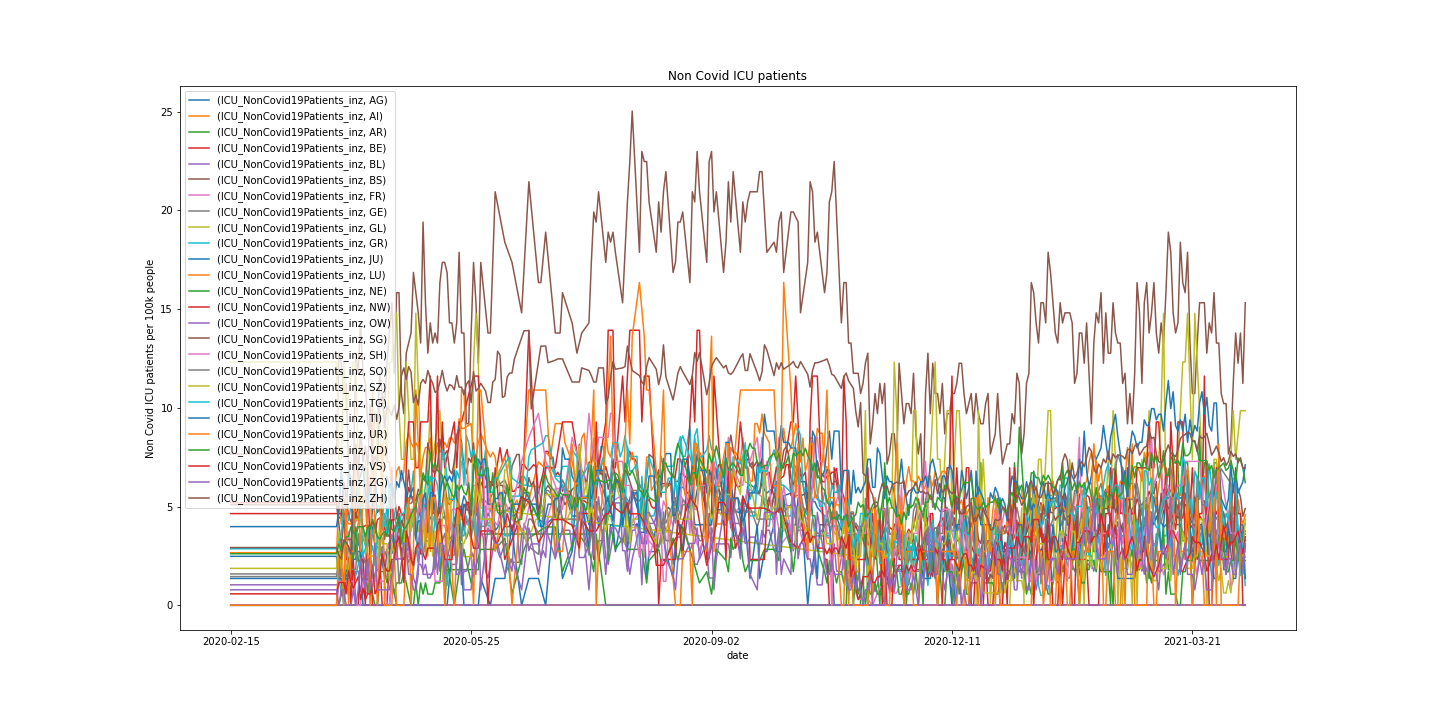 Non Covid ICU patients
25
20
15
10
5
0
Non Covid ICU patients per 100k people
(ICU_NonCovid19Patients_inz, AG)
(ICU_NonCovid19Patients_inz, AI)
(ICU_NonCovid19Patients_inz, AR)
(ICU_NonCovid19Patients_inz, BE)
(ICU_NonCovid19Patients_inz, BL)
(ICU_NonCovid19Patients_inz, BS)
(ICU_NonCovid19Patients_inz, FR)
(ICU_NonCovid19Patients_inz, GE)
(ICU_NonCovid19Patients_inz, GL)
(ICU_NonCovid19Patients_inz, GR)
(ICU_NonCovid19Patients_inz, JU)
(ICU_NonCovid19Patients_inz, LU)
(ICU_NonCovid19Patients_inz, NE)
(ICU_NonCovid19Patients_inz, NW)
(ICU_NonCovid19Patients_inz, OW)
(ICU_NonCovid19Patients_inz, SG)
(ICU_NonCovid19Patients_inz, SH)
(ICU_NonCovid19Patients_inz, SO)
(ICU_NonCovid19Patients_inz, SZ)
(ICU_NonCovid19Patients_inz, TG)
(ICU_NonCovid19Patients_inz, TI)
(ICU_NonCovid19Patients_inz, UR)
(ICU_NonCovid19Patients_inz, VD)
(ICU_NonCovid19Patients_inz, VS)
(ICU_NonCovid19Patients_inz, ZG)
(ICU_NonCovid19Patients_inz, ZH)
2020-02-15
2020-05-25
2020-09-02
2020-12-11
2021-03-21
date